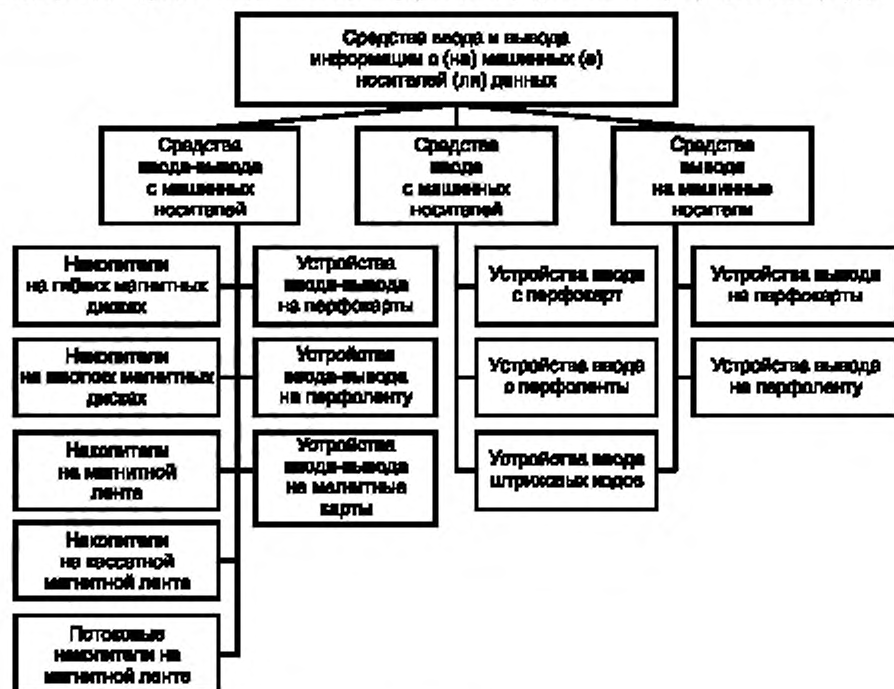 Средства ввода и вывода
информации с (на) машинных (е)
носителей (ли) данных
Средства
ввода-вывода
с машинных
носителей
Средства
ввода
с машинных
носителей
Средства
вывода
на машинные
носители
Накопители
на гибких магнитных
дисках
Устройства
ввода-вывода
на перфокарты
Устройства ввода
с перфокарт
Устройства вывода
на перфокарты
Накопители
на жестких магнитных
дисках
Устройства
ввода-вывода
на перфоленту
Устройства ввода
с перфоленты
Устройства вывода
на перфоленту
Накопители
на магнитной
ленте
Устройства
ввода-вывода
на магнитные
карты
Устройства ввода
штриховых кодов
Накопители
на кассетной
магнитной ленте
Потоковые
накопители на
магнитной ленте